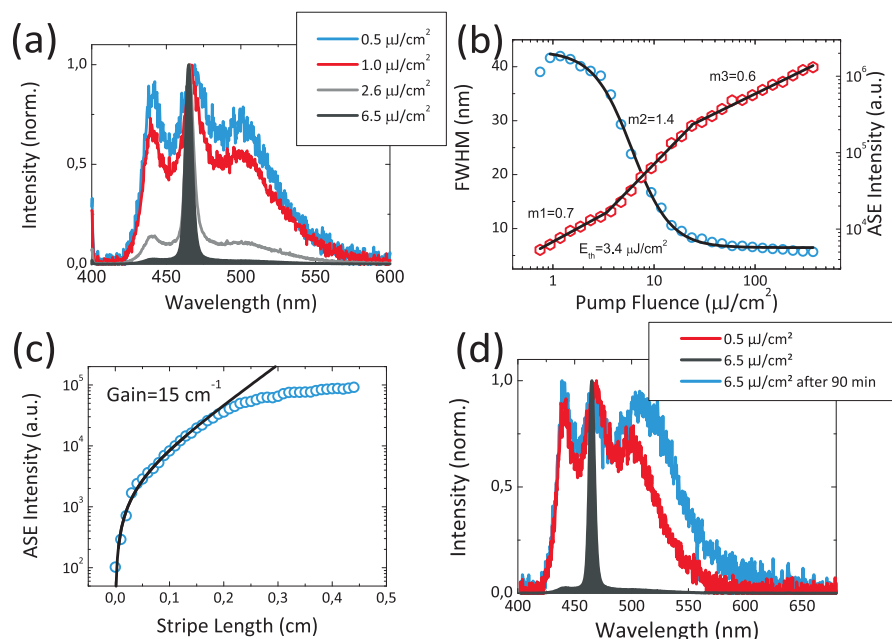 (a)
0.5 µJ/cm²
1.0 µJ/cm²
2.6 µJ/cm²
6.5 µJ/cm²
1,0
0,5
0,0
Intensity (norm.)
400 450 500 550 600
Wavelength (nm)
(b)
40
30
20
10
FWHM (nm)
m3=0.6
m2=1.4
m1=0.7
E_th=3.4 µJ/cm²
10⁶
10⁵
10⁴
ASE Intensity (a.u.)
1 10 100
Pump Fluence (µJ/cm²)
(c)
Gain=15 cm⁻¹
10⁵
10⁴
10³
10²
ASE Intensity (a.u.)
0,0 0,1 0,2 0,3 0,4 0,5
Stripe Length (cm)
(d)
0.5 µJ/cm²
6.5 µJ/cm²
6.5 µJ/cm² after 90 min
1,0
0,5
0,0
Intensity (norm.)
400 450 500 550 600 650
Wavelength (nm)